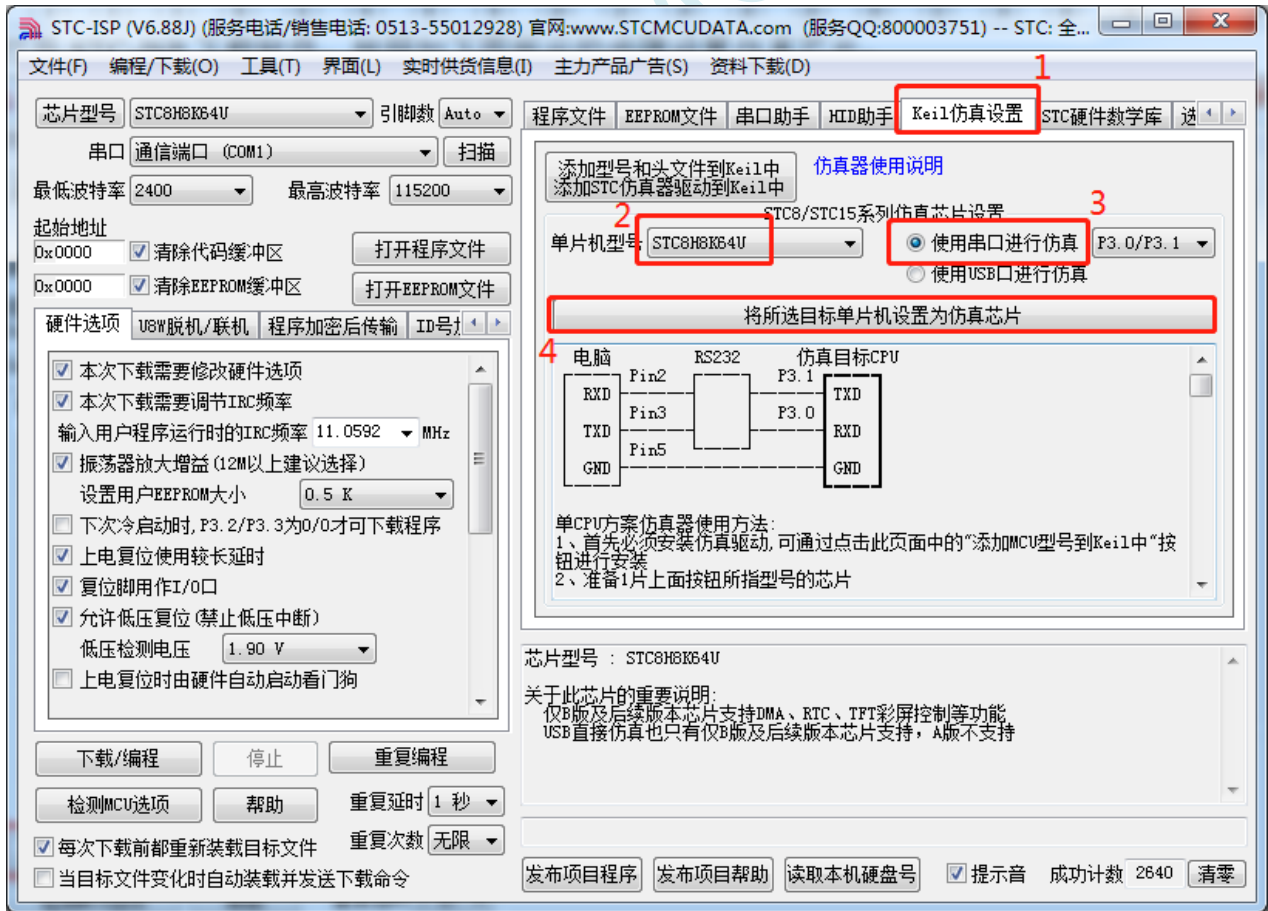 STC-ISP (V6.88J) (服务电话/销售电话: 0513-55012928) 官网:www.STCMCUDATA.com (服务QQ:800003751) -- STC: 全...
文件(F) 编程/下载(O) 工具(T) 界面(L) 实时供货信息(I) 主力产品广告(S) 资料下载(D)
1
芯片型号 STC8H8K64U 引脚数 Auto
串口 通信端口 (COM1) 扫描
最低波特率 2400 最高波特率 115200
起始地址
0x0000 清除代码缓冲区 打开程序文件
0x0000 清除EEPROM缓冲区 打开EEPROM文件
硬件选项 U8W脱机/联机 程序加密后传输 ID号
本次下载需要修改硬件选项
本次下载需要调节IRC频率
输入用户程序运行时的IRC频率 11.0592 MHz
振荡器放大增益(12M以上建议选择)
设置用户EEPROM大小 0.5 K
下次冷启动时,P3.2/P3.3为0/0才可下载程序
上电复位使用较长延时
复位脚用作I/O口
允许低压复位(禁止低压中断)
低压检测电压 1.90 V
上电复位时由硬件自动启动看门狗
下载/编程 停止 重复编程
检测MCU选项 帮助 重复延时 1 秒
每次下载前都重新装载目标文件 重复次数 无限
当目标文件变化时自动装载并发送下载命令
程序文件 EEPROM文件 串口助手 HID助手 Keil仿真设置 STC硬件数学库 选
添加型号和头文件到Keil中
添加STC仿真器驱动到Keil中
仿真器使用说明
STC8/STC15系列仿真芯片设置
2 3
单片机型号 STC8H8K64U 使用串口进行仿真 P3.0/P3.1
使用USB口进行仿真
将所选目标单片机设置为仿真芯片
4
电脑 RS232 仿真目标CPU
Pin2 P3.1
RXD TXD
Pin3 P3.0
TXD RXD
Pin5
GND GND
单CPU方案仿真器使用方法:
1、首先必须安装仿真驱动,可通过点击此页面中的"添加MCU型号到Keil中"按
钮进行安装
2、准备1片上面按钮所指型号的芯片
芯片型号 : STC8H8K64U
关于此芯片的重要说明:
仅B版及后续版本芯片支持DMA、RTC、TFT彩屏控制等功能
USB直接仿真也只有仅B版及后续版本芯片支持，A版不支持
发布项目程序 发布项目帮助 读取本机硬盘号 提示音 成功计数 2640 清零